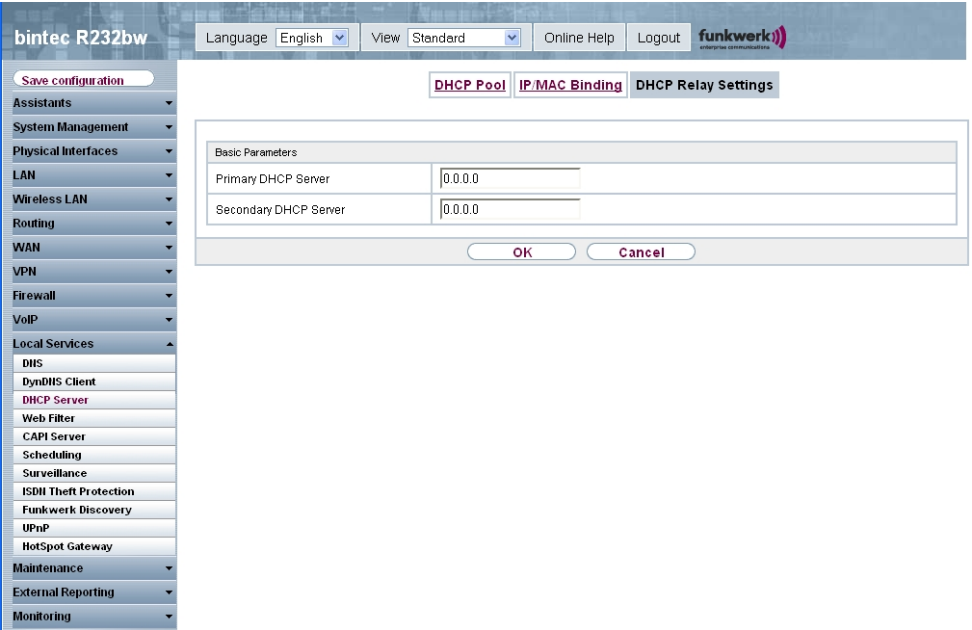 bintec R232bw
Language English View Standard Online Help Logout funkwerk
enterprise communications
Save configuration
Assistants
System Management
Physical Interfaces
LAN
Wireless LAN
Routing
WAN
VPN
Firewall
VoIP
Local Services
DNS
DynDNS Client
DHCP Server
Web Filter
CAPI Server
Scheduling
Surveillance
ISDN Theft Protection
Funkwerk Discovery
UPnP
HotSpot Gateway
Maintenance
External Reporting
Monitoring
DHCP Pool IP/MAC Binding DHCP Relay Settings
Basic Parameters
Primary DHCP Server 0.0.0.0
Secondary DHCP Server 0.0.0.0
OK Cancel